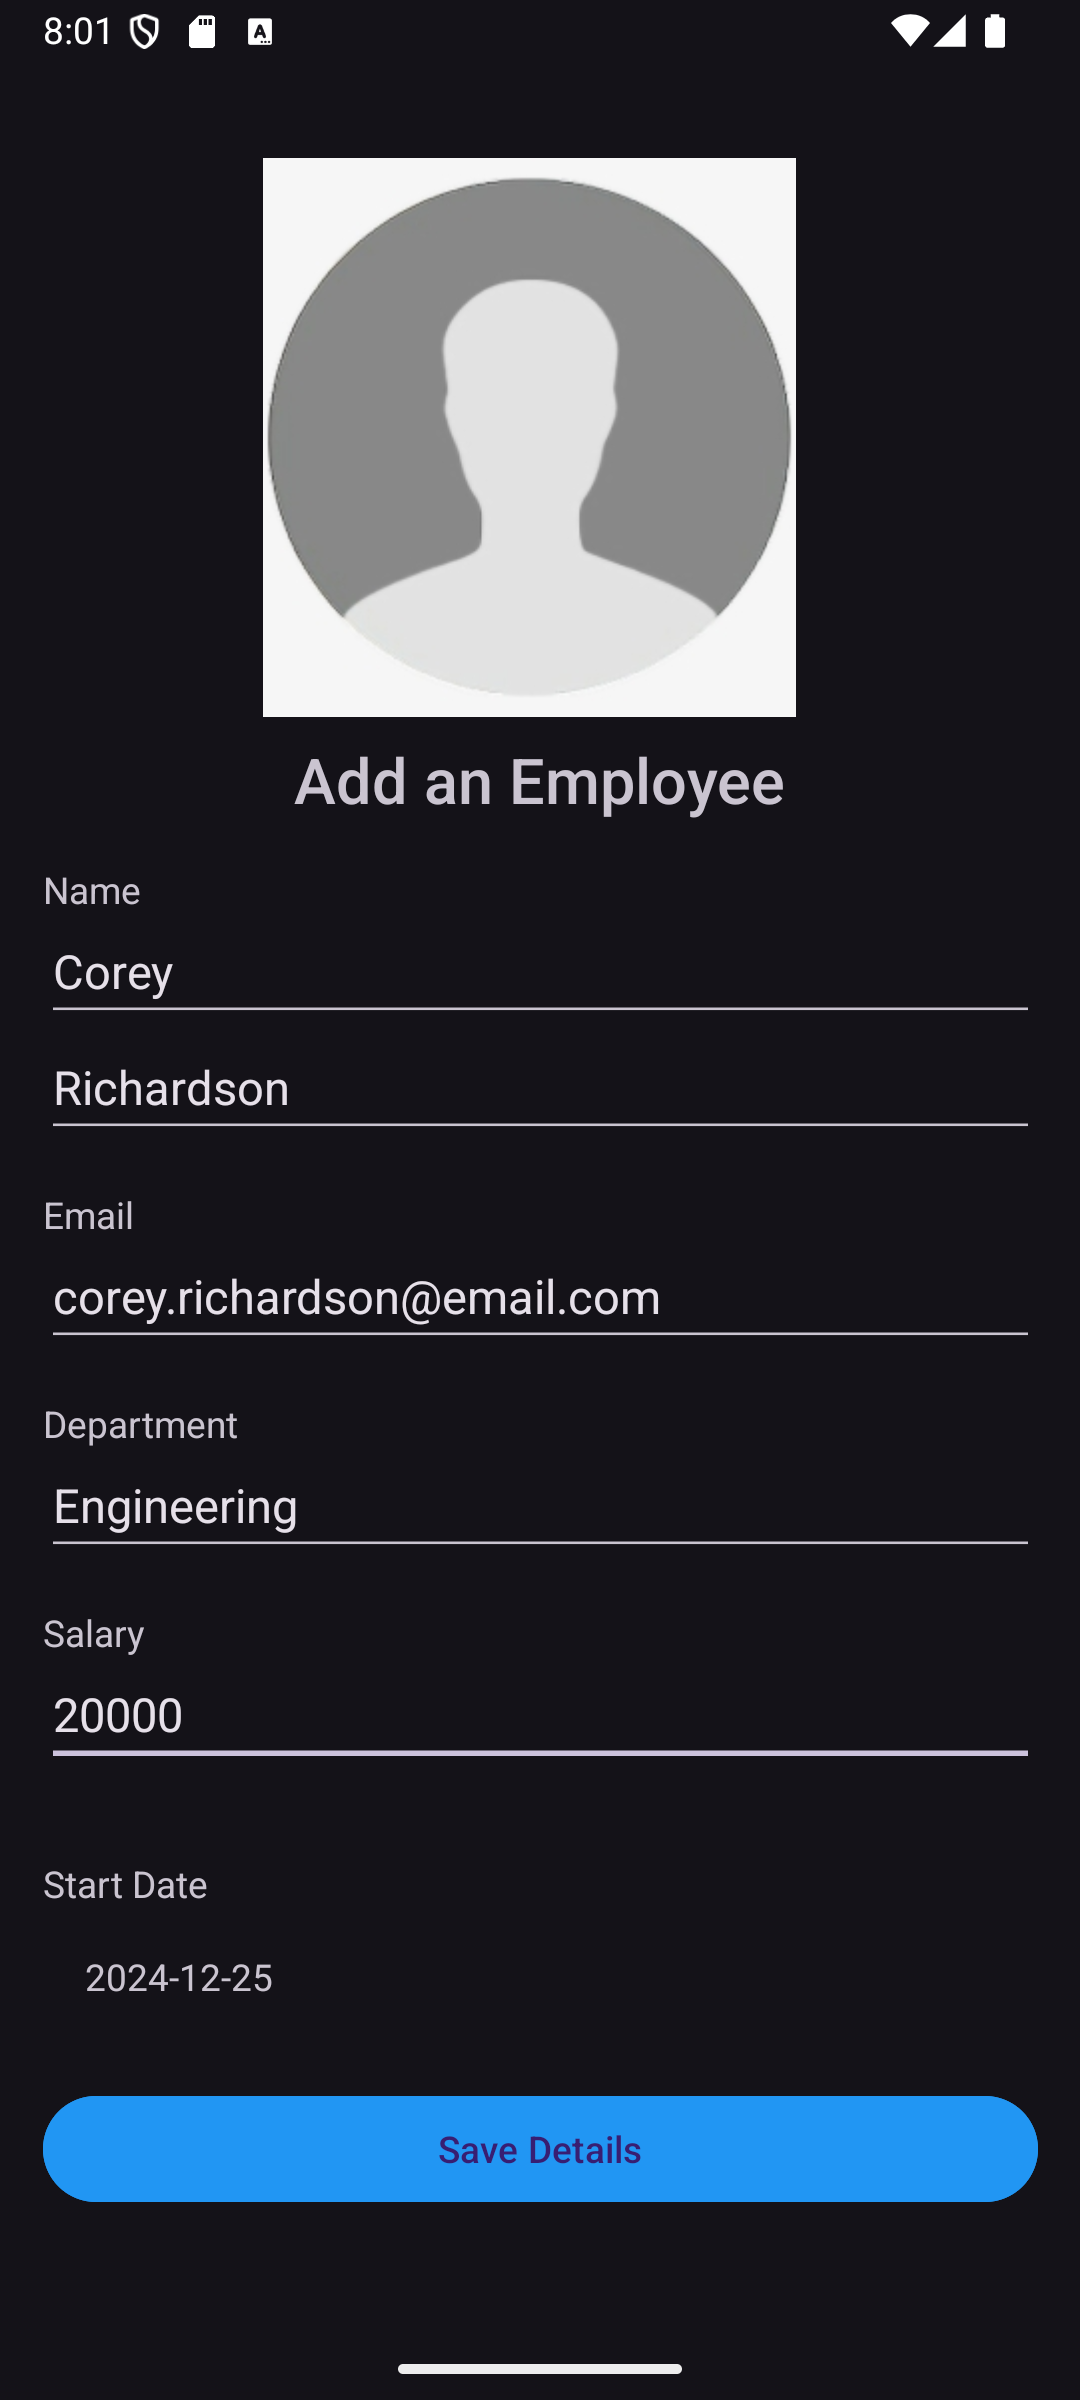 8:01
Add an Employee
Name
Corey
Richardson
Email
corey.richardson@email.com
Department
Engineering
Salary
20000
Start Date
2024-12-25
Save Details